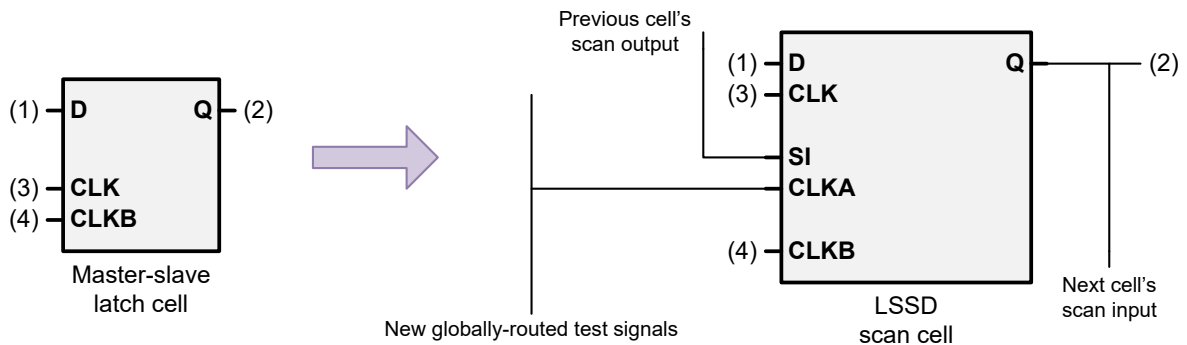 (1) D Q (2)
(3) CLK
(4) CLKB
Master-slave
latch cell
Previous cell's
scan output
New globally-routed test signals
(1) D Q (2)
(3) CLK
SI
CLKA
(4) CLKB
LSSD
scan cell
Next cell's
scan input